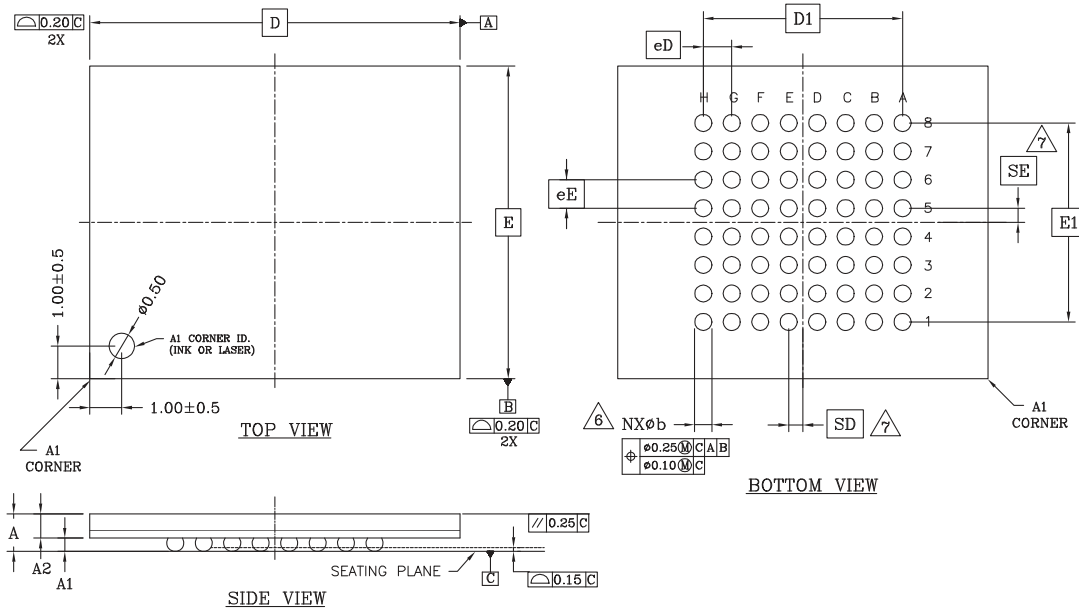 ⌓ 0.20 C
2X
D
A
E
1.00±0.5
ø0.50
A1 CORNER ID.
(INK OR LASER)
1.00±0.5
B
⌓ 0.20 C
2X
A1
CORNER
TOP VIEW
D1
eD
H G F E D C B A
8
7
6
5
4
3
2
1
7
SE
eE
E1
6 NXøb
⌖ ø0.25Ⓜ C A B
ø0.10Ⓜ C
SD 7
A1
CORNER
BOTTOM VIEW
A
A2
A1
// 0.25 C
SEATING PLANE
C
⌓ 0.15 C
SIDE VIEW